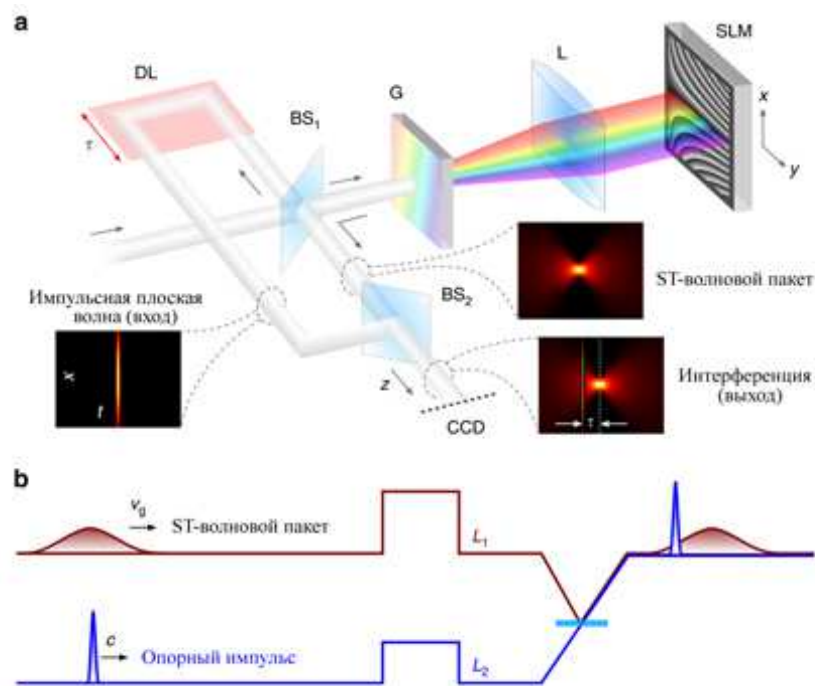 a
SLM
DL
L
G
BS1
x
y
τ
ST-волновой пакет
Импульсная плоская
волна (вход)
BS2
x
t
z
CCD
τ
Интерференция
(выход)
b
vg
ST-волновой пакет
L1
c
Опорный импульс
L2